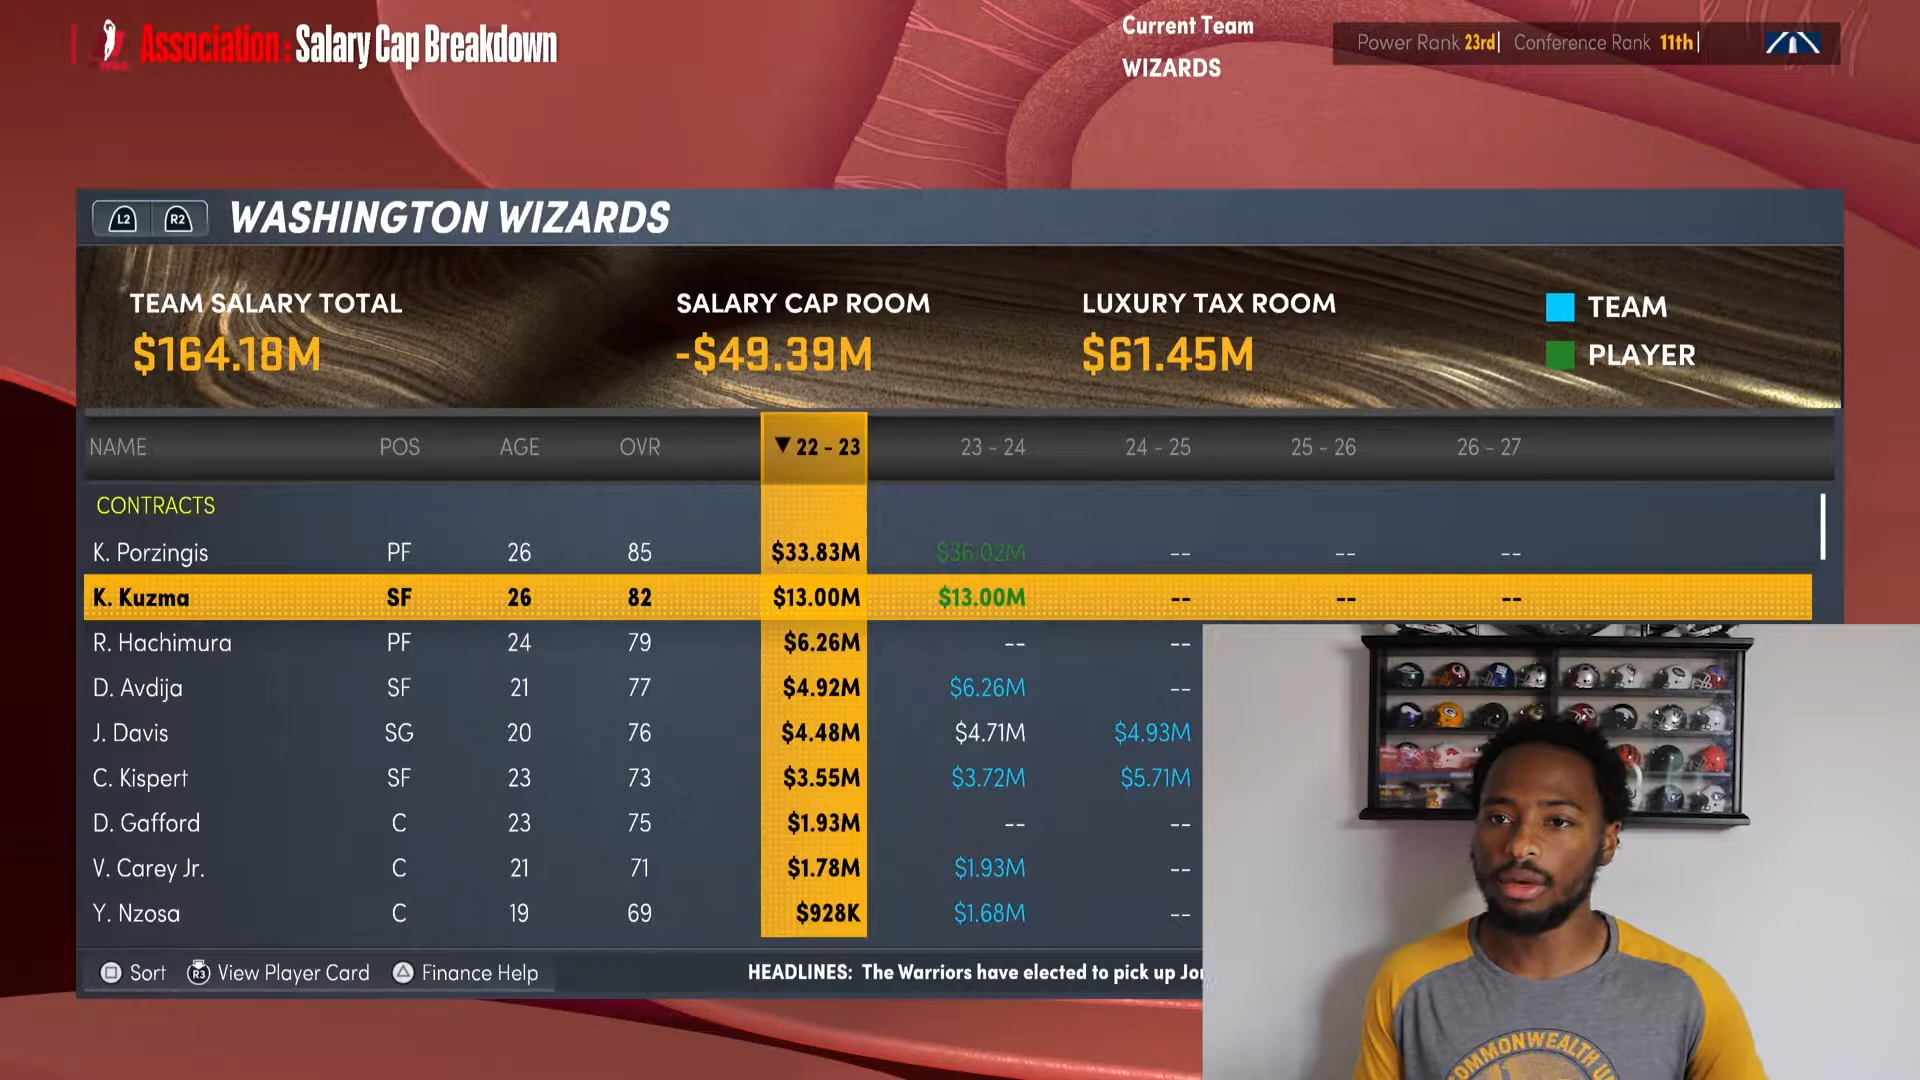 Association : Salary Cap Breakdown
Current Team
WIZARDS
Power Rank 23rd| Conference Rank 11th|
L2 R2 WASHINGTON WIZARDS
TEAM SALARY TOTAL SALARY CAP ROOM LUXURY TAX ROOM TEAM
$164.18M -$49.39M $61.45M PLAYER
NAME POS AGE OVR ▼ 22 - 23 23 - 24 24 - 25 25 - 26 26 - 27
CONTRACTS
K. Porzingis PF 26 85 $33.83M $36.02M -- -- --
K. Kuzma SF 26 82 $13.00M $13.00M -- -- --
R. Hachimura PF 24 79 $6.26M -- --
D. Avdija SF 21 77 $4.92M $6.26M --
J. Davis SG 20 76 $4.48M $4.71M $4.93M
C. Kispert SF 23 73 $3.55M $3.72M $5.71M
D. Gafford C 23 75 $1.93M -- --
V. Carey Jr. C 21 71 $1.78M $1.93M --
Y. Nzosa C 19 69 $928K $1.68M --
Sort R3 View Player Card Finance Help HEADLINES: The Warriors have elected to pick up Jon
COMMONWEALTH U